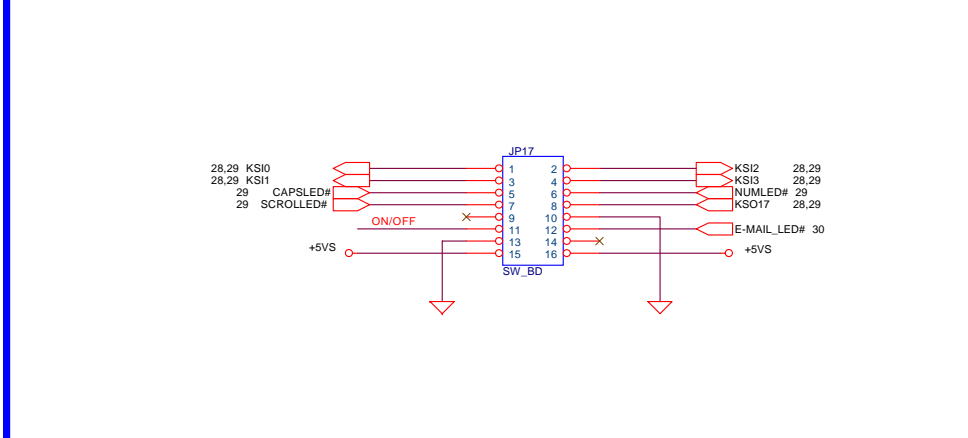 JP17
28,29 KSI0 1 2 KSI2 28,29
28,29 KSI1 3 4 KSI3 28,29
29 CAPSLED# 5 6 NUMLED# 29
29 SCROLLED# 7 8 KSO17 28,29
9 10
ON/OFF 11 12 E-MAIL_LED# 30
13 14
+5VS 15 16 +5VS
SW_BD